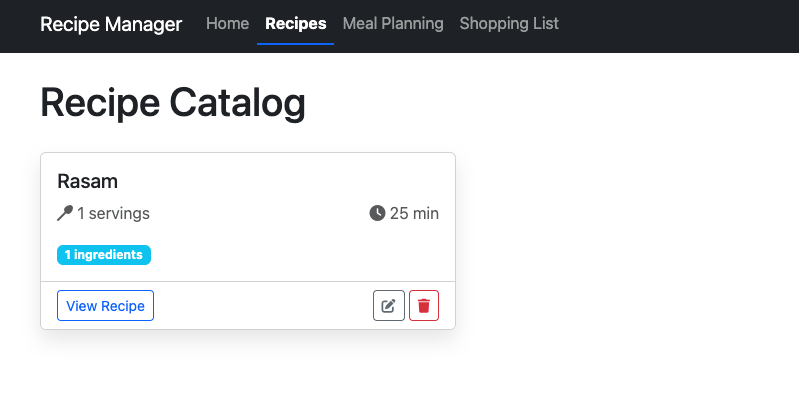 Recipe Manager Home Recipes Meal Planning Shopping List
Recipe Catalog
Rasam
1 servings 25 min
1 ingredients
View Recipe